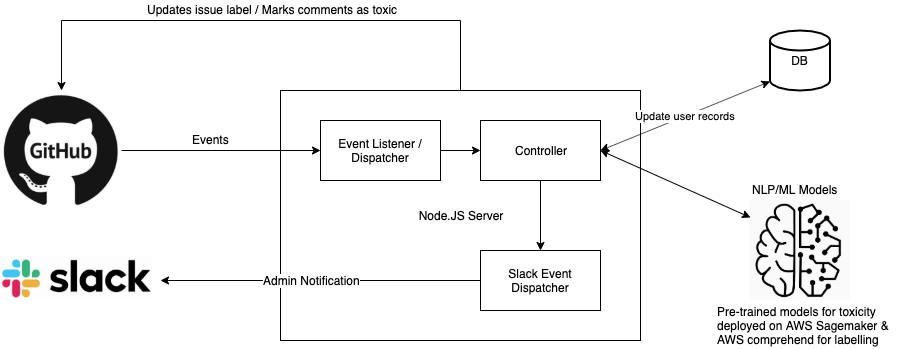 Updates issue label / Marks comments as toxic
DB
Update user records
GitHub
Events
Event Listener /
Dispatcher
Controller
NLP/ML Models
Node.JS Server
slack
Admin Notification
Slack Event
Dispatcher
Pre-trained models for toxicity
deployed on AWS Sagemaker &
AWS comprehend for labelling